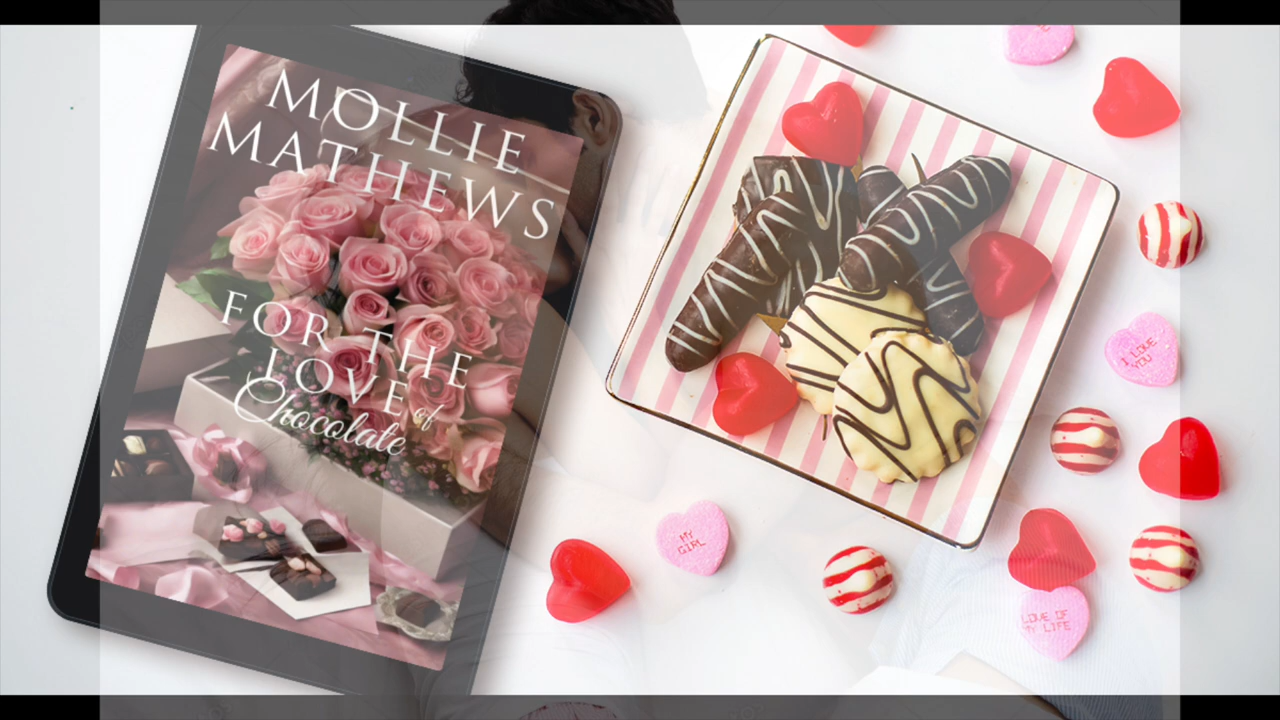 MOLLIE
MATHEWS
FOR THE
LOVE of
Chocolate
I LOVE
YOU
MY
GIRL
LOVE OF
MY LIFE